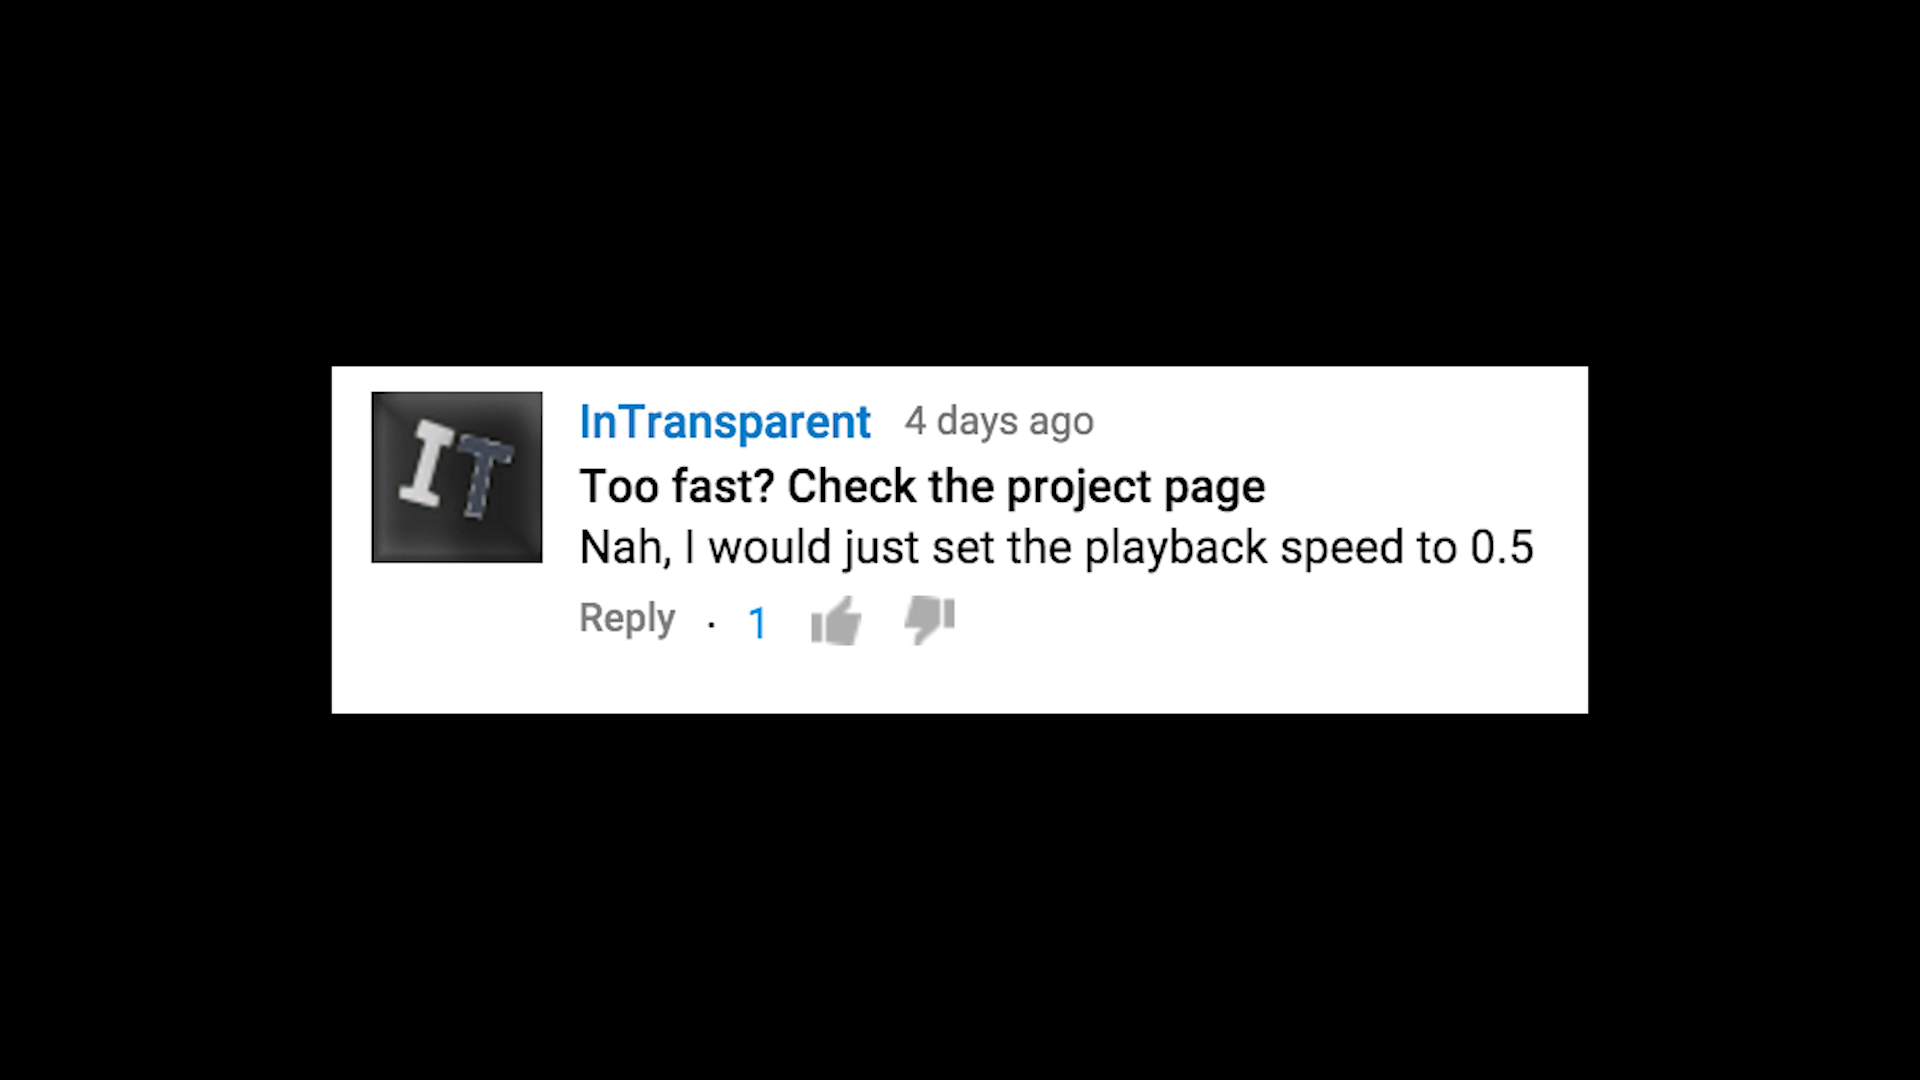 IT
InTransparent 4 days ago
Too fast? Check the project page
Nah, I would just set the playback speed to 0.5
Reply · 1